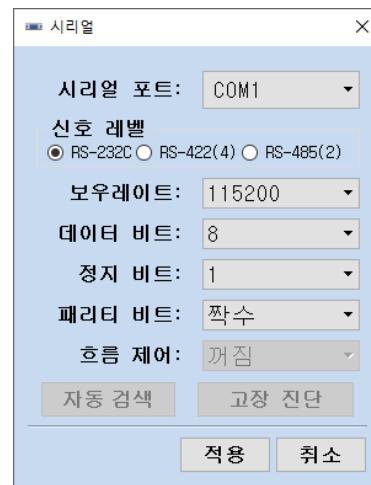 시리얼
시리얼 포트: COM1
신호 레벨
RS-232C RS-422(4) RS-485(2)
보우레이트: 115200
데이터 비트: 8
정지 비트: 1
패리티 비트: 짝수
흐름 제어: 꺼짐
자동 검색 고장 진단
적용 취소